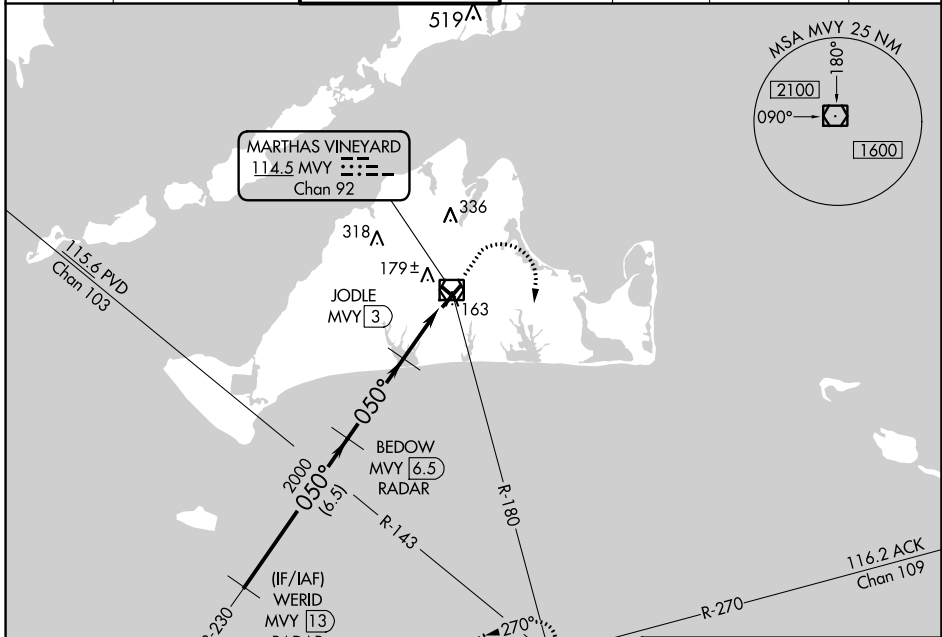 519
MSA MVY 25 NM
180°
2100
090°
1600
MARTHAS VINEYARD
114.5 MVY
Chan 92
336
318
179±
163
115.6 PVD
Chan 103
JODLE
MVY 3
050°
BEDOW
MVY 6.5
RADAR
2000
050°
(6.5)
R-143
R-180
116.2 ACK
Chan 109
R-270
270°
(IF/IAF)
WERID
MVY 13
RADAR
R-230